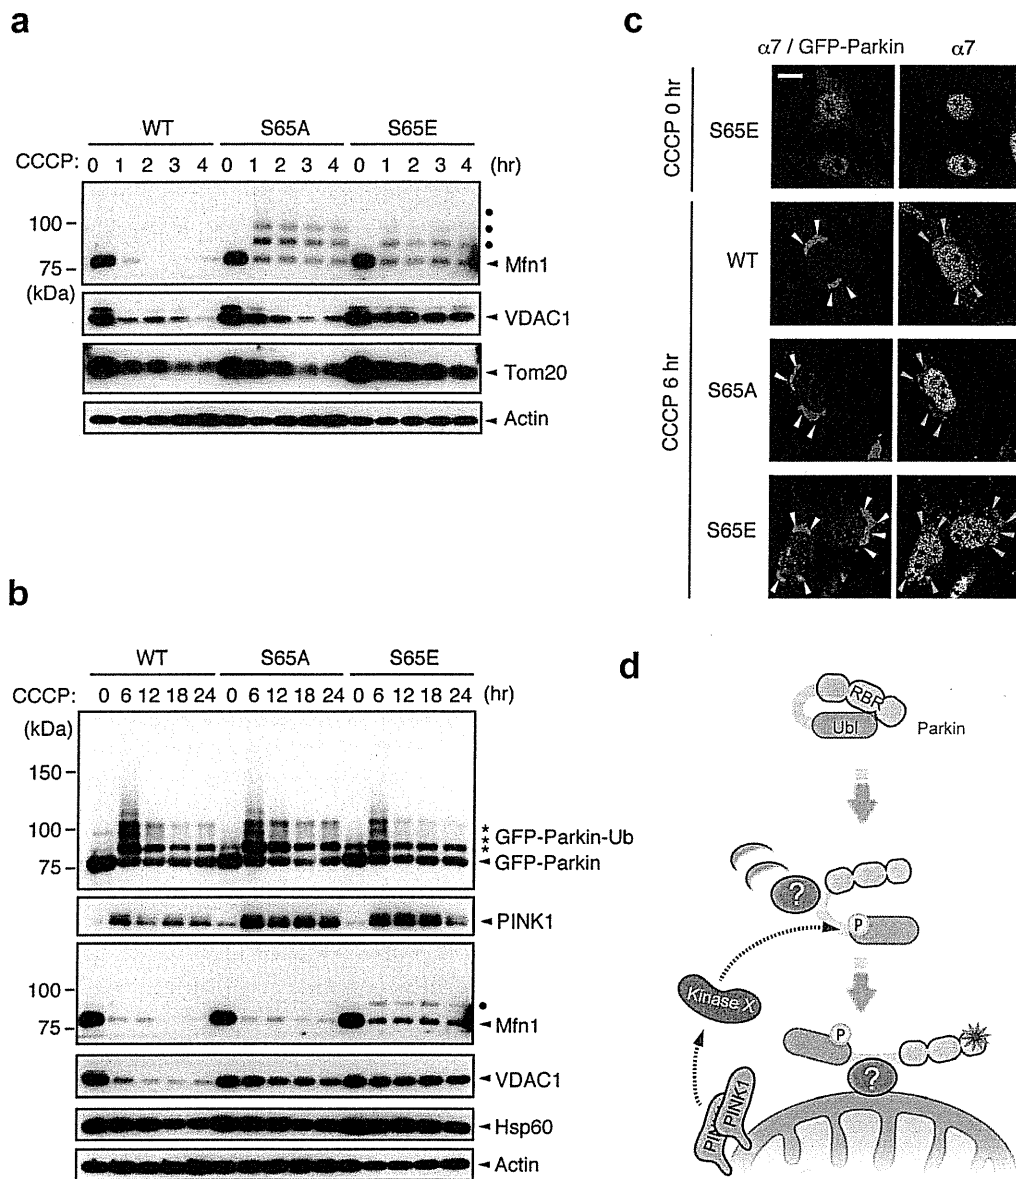 a
WT S65A S65E
CCCP: 0 1 2 3 4 0 1 2 3 4 0 1 2 3 4 (hr)
100
75
(kDa)
Mfn1
VDAC1
Tom20
Actin
b
WT S65A S65E
CCCP: 0 6 12 18 24 0 6 12 18 24 0 6 12 18 24 (hr)
(kDa)
150
100
75
* GFP-Parkin-Ub
*
*
GFP-Parkin
PINK1
100
75
Mfn1
VDAC1
Hsp60
Actin
c
α7 / GFP-Parkin α7
CCCP 0 hr
S65E
CCCP 6 hr
WT
S65A
S65E
d
RBR
Ubl
Parkin
?
P
Kinase X
P
?
PINK1
PIN